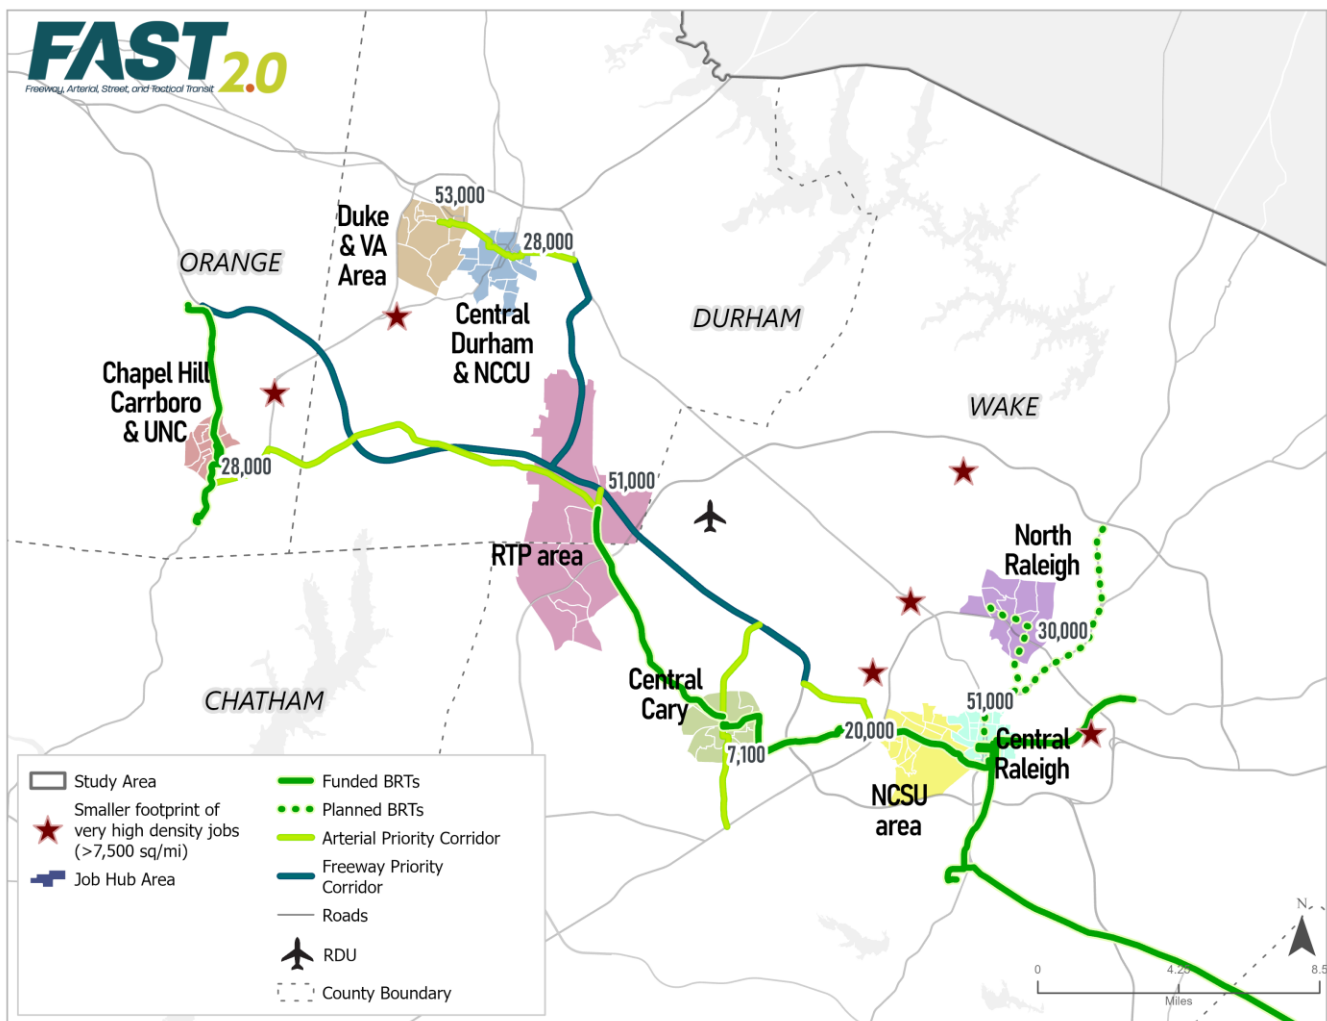 FAST 2.0
Freeway, Arterial, Street, and Tactical Transit
53,000
Duke
& VA
Area
28,000
ORANGE
DURHAM
Central
Durham
& NCCU
Chapel Hill
Carrboro
& UNC
WAKE
28,000
51,000
RTP area
North
Raleigh
30,000
CHATHAM
Central
Cary
51,000
20,000
7,100
Central
Raleigh
NCSU
area
Study Area
Smaller footprint of
very high density jobs
(>7,500 sq/mi)
Job Hub Area
Funded BRTs
Planned BRTs
Arterial Priority Corridor
Freeway Priority
Corridor
Roads
RDU
County Boundary
N
0 4.25 8.5
Miles